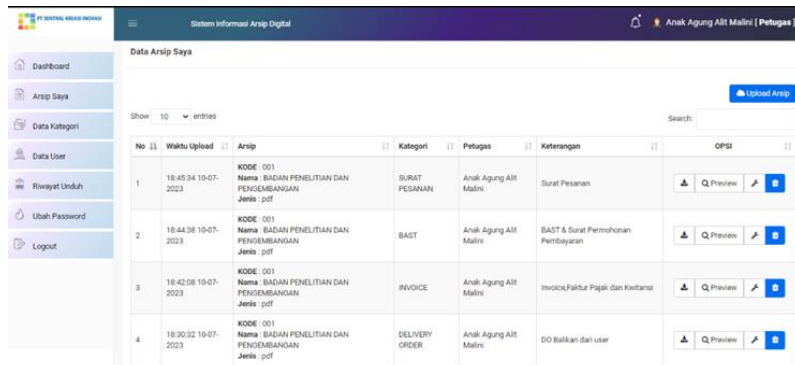 PT SENTRAL KREASI INOVASI
Sistem Informasi Arsip Digital
Anak Agung Alit Malini [ Petugas ]
Dashboard
Arsip Saya
Data Kategori
Data User
Riwayat Unduh
Ubah Password
Logout
Data Arsip Saya
Upload Arsip
Show 10 entries
Search:
No Waktu Upload Arsip Kategori Petugas Keterangan OPSI
1
18:45:34 10-07-
2023
KODE : 001
Nama : BADAN PENELITIAN DAN
PENGEMBANGAN
Jenis : pdf
SURAT
PESANAN
Anak Agung Alit
Malini
Surat Pesanan
Preview
2
18:44:38 10-07-
2023
KODE : 001
Nama : BADAN PENELITIAN DAN
PENGEMBANGAN
Jenis : pdf
BAST
Anak Agung Alit
Malini
BAST & Surat Permohonan
Pembayaran
Preview
3
18:42:08 10-07-
2023
KODE : 001
Nama : BADAN PENELITIAN DAN
PENGEMBANGAN
Jenis : pdf
INVOICE
Anak Agung Alit
Malini
Invoice,Faktur Pajak dan Kwitansi
Preview
4
18:30:32 10-07-
2023
KODE : 001
Nama : BADAN PENELITIAN DAN
PENGEMBANGAN
Jenis : pdf
DELIVERY
ORDER
Anak Agung Alit
Malini
DO Balikan dari user
Preview